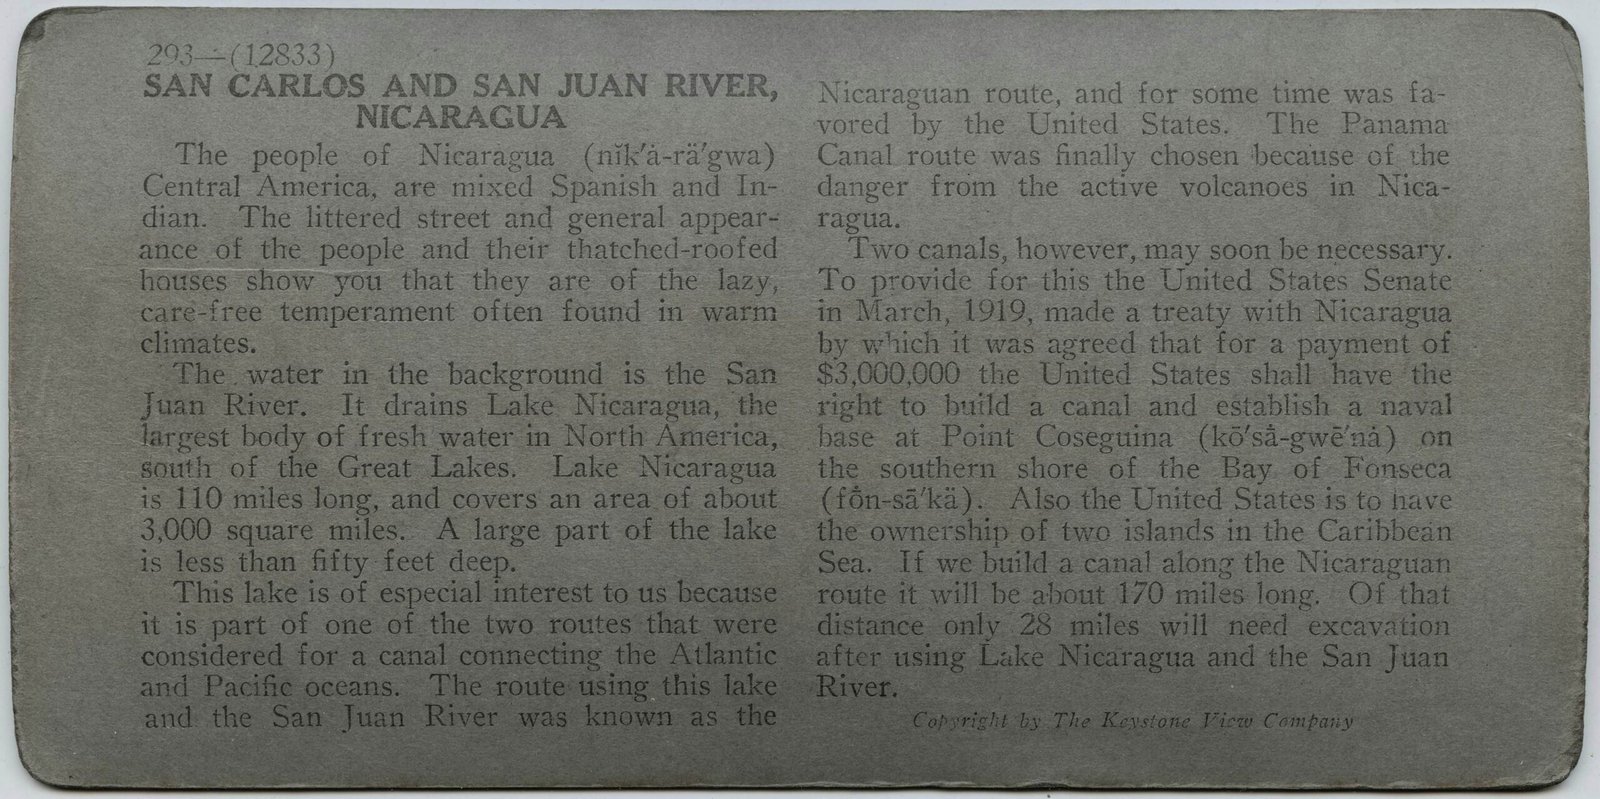 293—(12833)
SAN CARLOS AND SAN JUAN RIVER,
NICARAGUA
The people of Nicaragua (nĭk′ȧ-rä′gwa)
Central America, are mixed Spanish and In-
dian. The littered street and general appear-
ance of the people and their thatched-roofed
houses show you that they are of the lazy,
care-free temperament often found in warm
climates.
The water in the background is the San
Juan River. It drains Lake Nicaragua, the
largest body of fresh water in North America,
south of the Great Lakes. Lake Nicaragua
is 110 miles long, and covers an area of about
3,000 square miles. A large part of the lake
is less than fifty feet deep.
This lake is of especial interest to us because
it is part of one of the two routes that were
considered for a canal connecting the Atlantic
and Pacific oceans. The route using this lake
and the San Juan River was known as the
Nicaraguan route, and for some time was fa-
vored by the United States. The Panama
Canal route was finally chosen because of the
danger from the active volcanoes in Nica-
ragua.
Two canals, however, may soon be necessary.
To provide for this the United States Senate
in March, 1919, made a treaty with Nicaragua
by which it was agreed that for a payment of
$3,000,000 the United States shall have the
right to build a canal and establish a naval
base at Point Coseguina (kō′sȧ̇-gwē′nȧ) on
the southern shore of the Bay of Fonseca
(fŏn-sā′kä). Also the United States is to have
the ownership of two islands in the Caribbean
Sea. If we build a canal along the Nicaraguan
route it will be about 170 miles long. Of that
distance only 28 miles will need excavation
after using Lake Nicaragua and the San Juan
River.
Copyright by The Keystone View Company